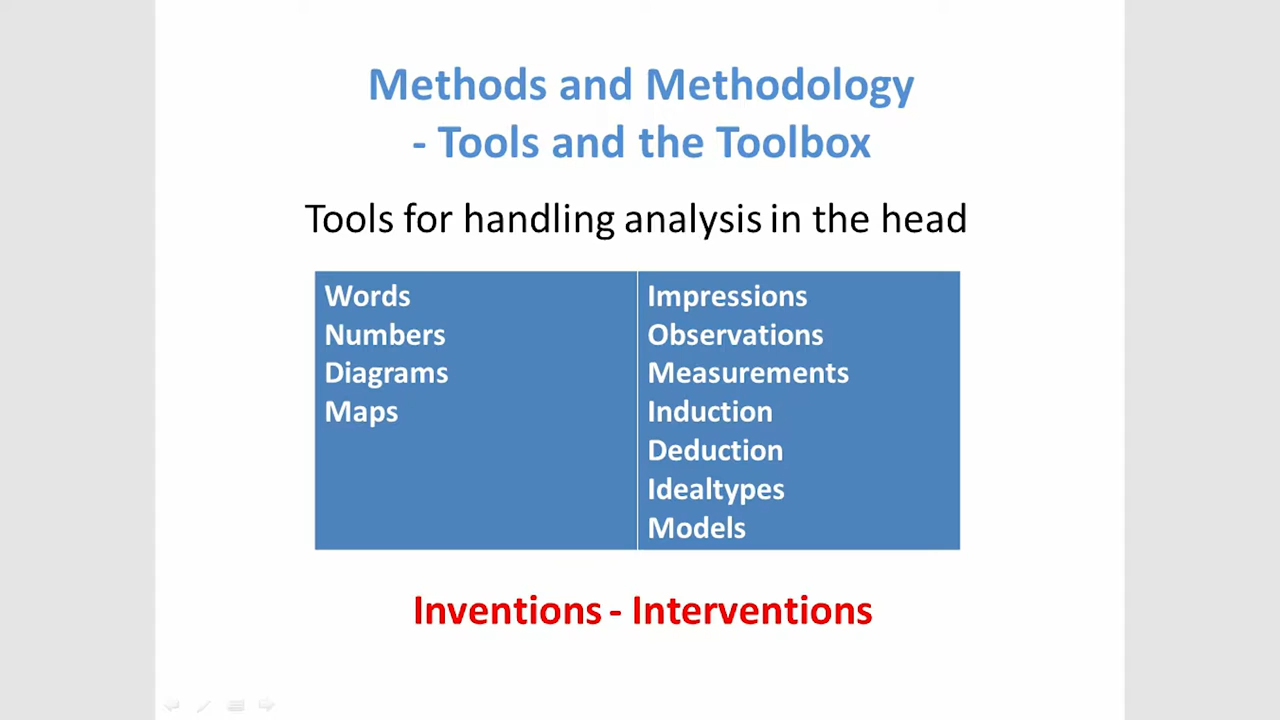 Methods and Methodology
- Tools and the Toolbox
Tools for handling analysis in the head
Words
Numbers
Diagrams
Maps
Impressions
Observations
Measurements
Induction
Deduction
Idealtypes
Models
Inventions - Interventions